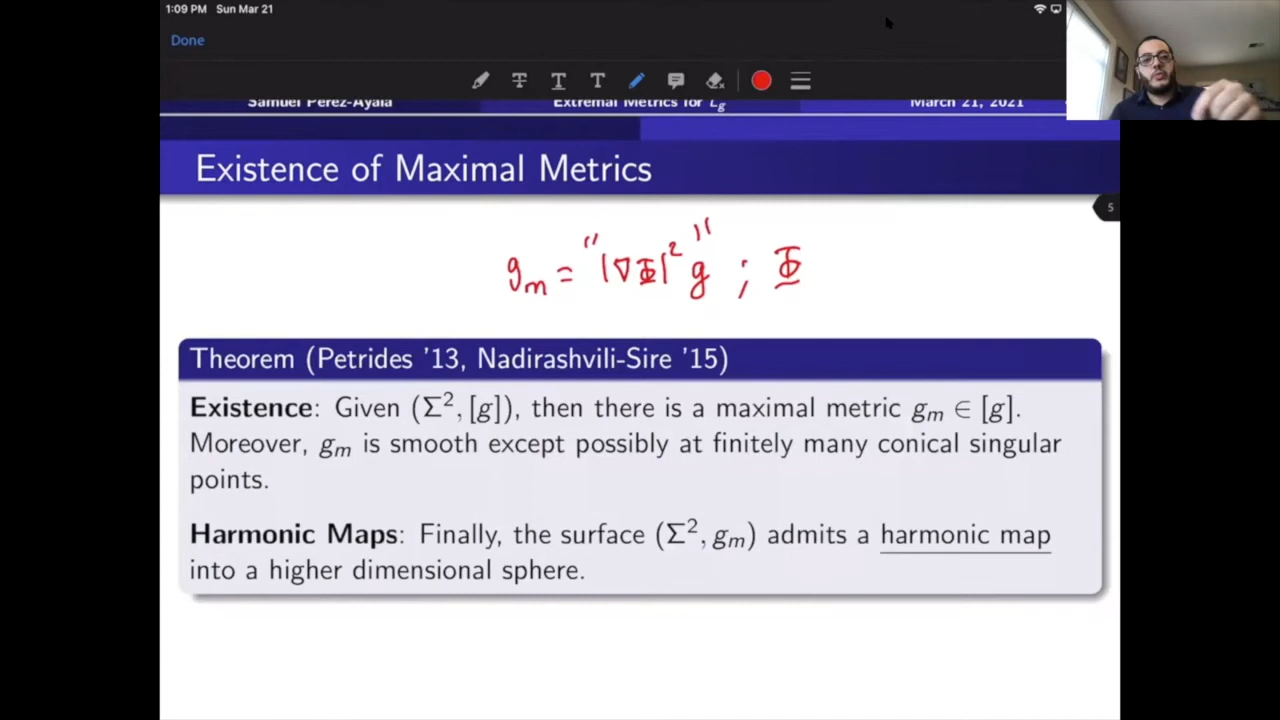 1:09 PM Sun Mar 21
Done
Samuel Pérez-Ayala Extremal Metrics for L_g March 21, 2021
Existence of Maximal Metrics
5
g_m = "|∇Φ|² g" ; Φ
Theorem (Petrides '13, Nadirashvili-Sire '15)
Existence: Given (Σ², [g]), then there is a maximal metric g_m ∈ [g].
Moreover, g_m is smooth except possibly at finitely many conical singular
points.
Harmonic Maps: Finally, the surface (Σ², g_m) admits a harmonic map
into a higher dimensional sphere.